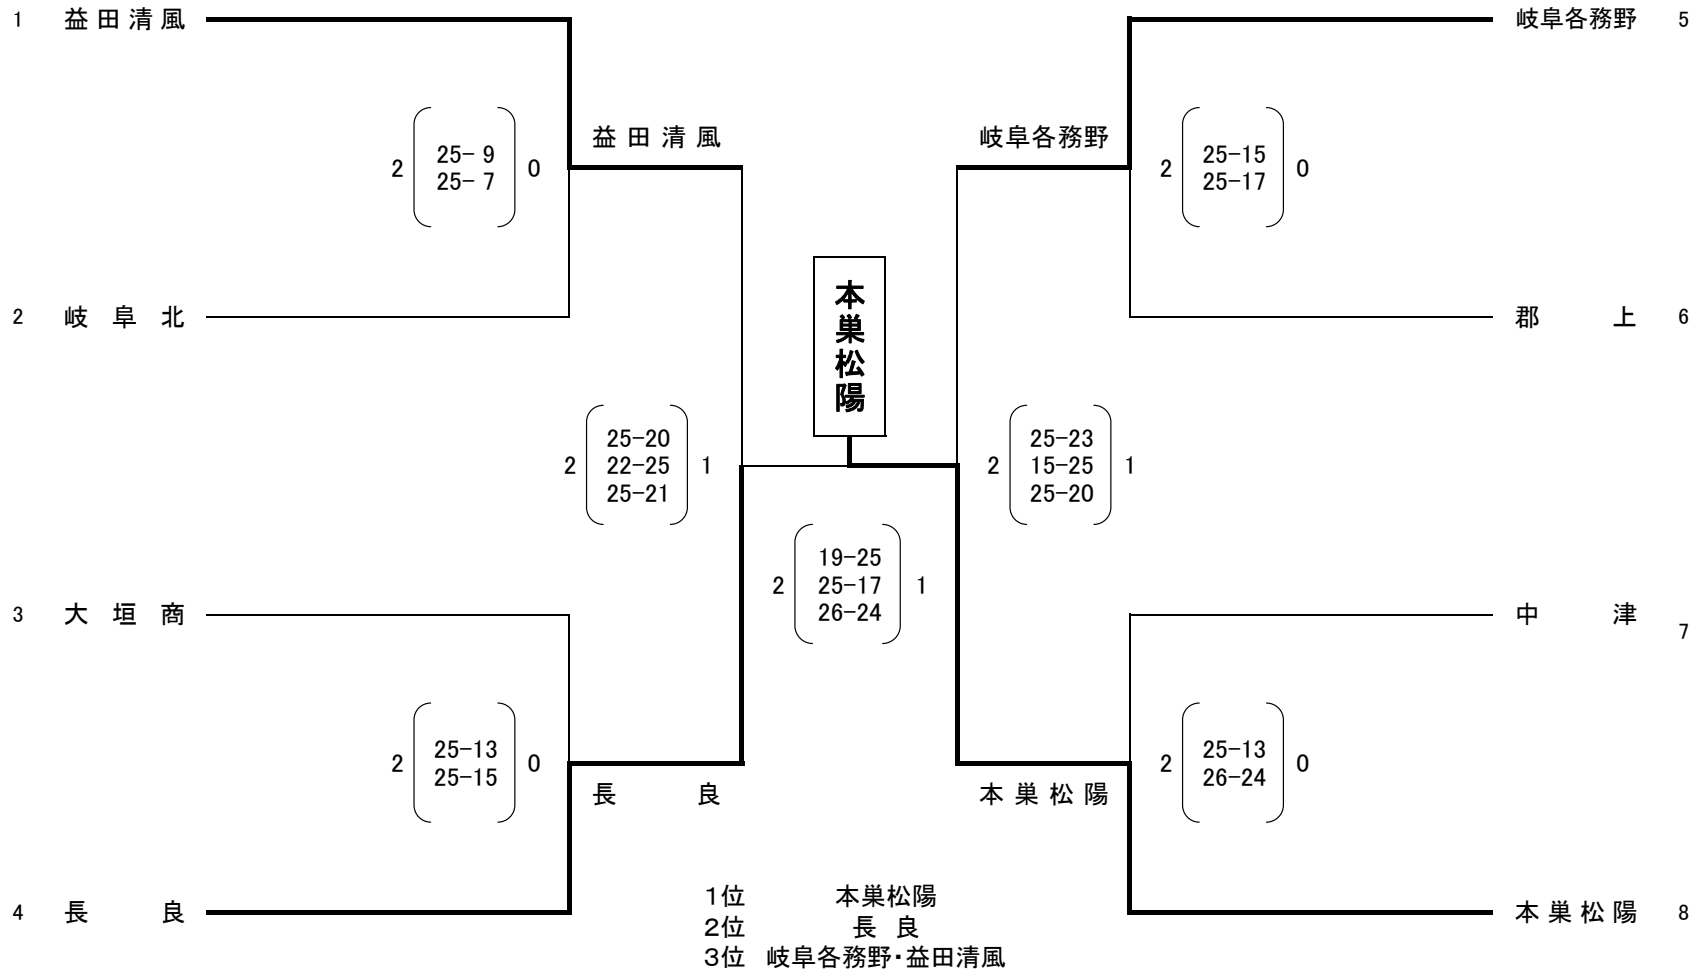 1 益田清風
岐阜各務野 5
益田清風
岐阜各務野
2 25- 9 0
25- 7
2 25-15 0
25-17
本巣松陽
2 岐阜北
郡上 6
2 25-20 1
22-25
25-21
2 25-23 1
15-25
25-20
2 19-25 1
25-17
26-24
3 大垣商
中津 7
2 25-13 0
25-15
2 25-13 0
26-24
長良
本巣松陽
4 長良
本巣松陽 8
1位 本巣松陽
2位 長良
3位 岐阜各務野・益田清風